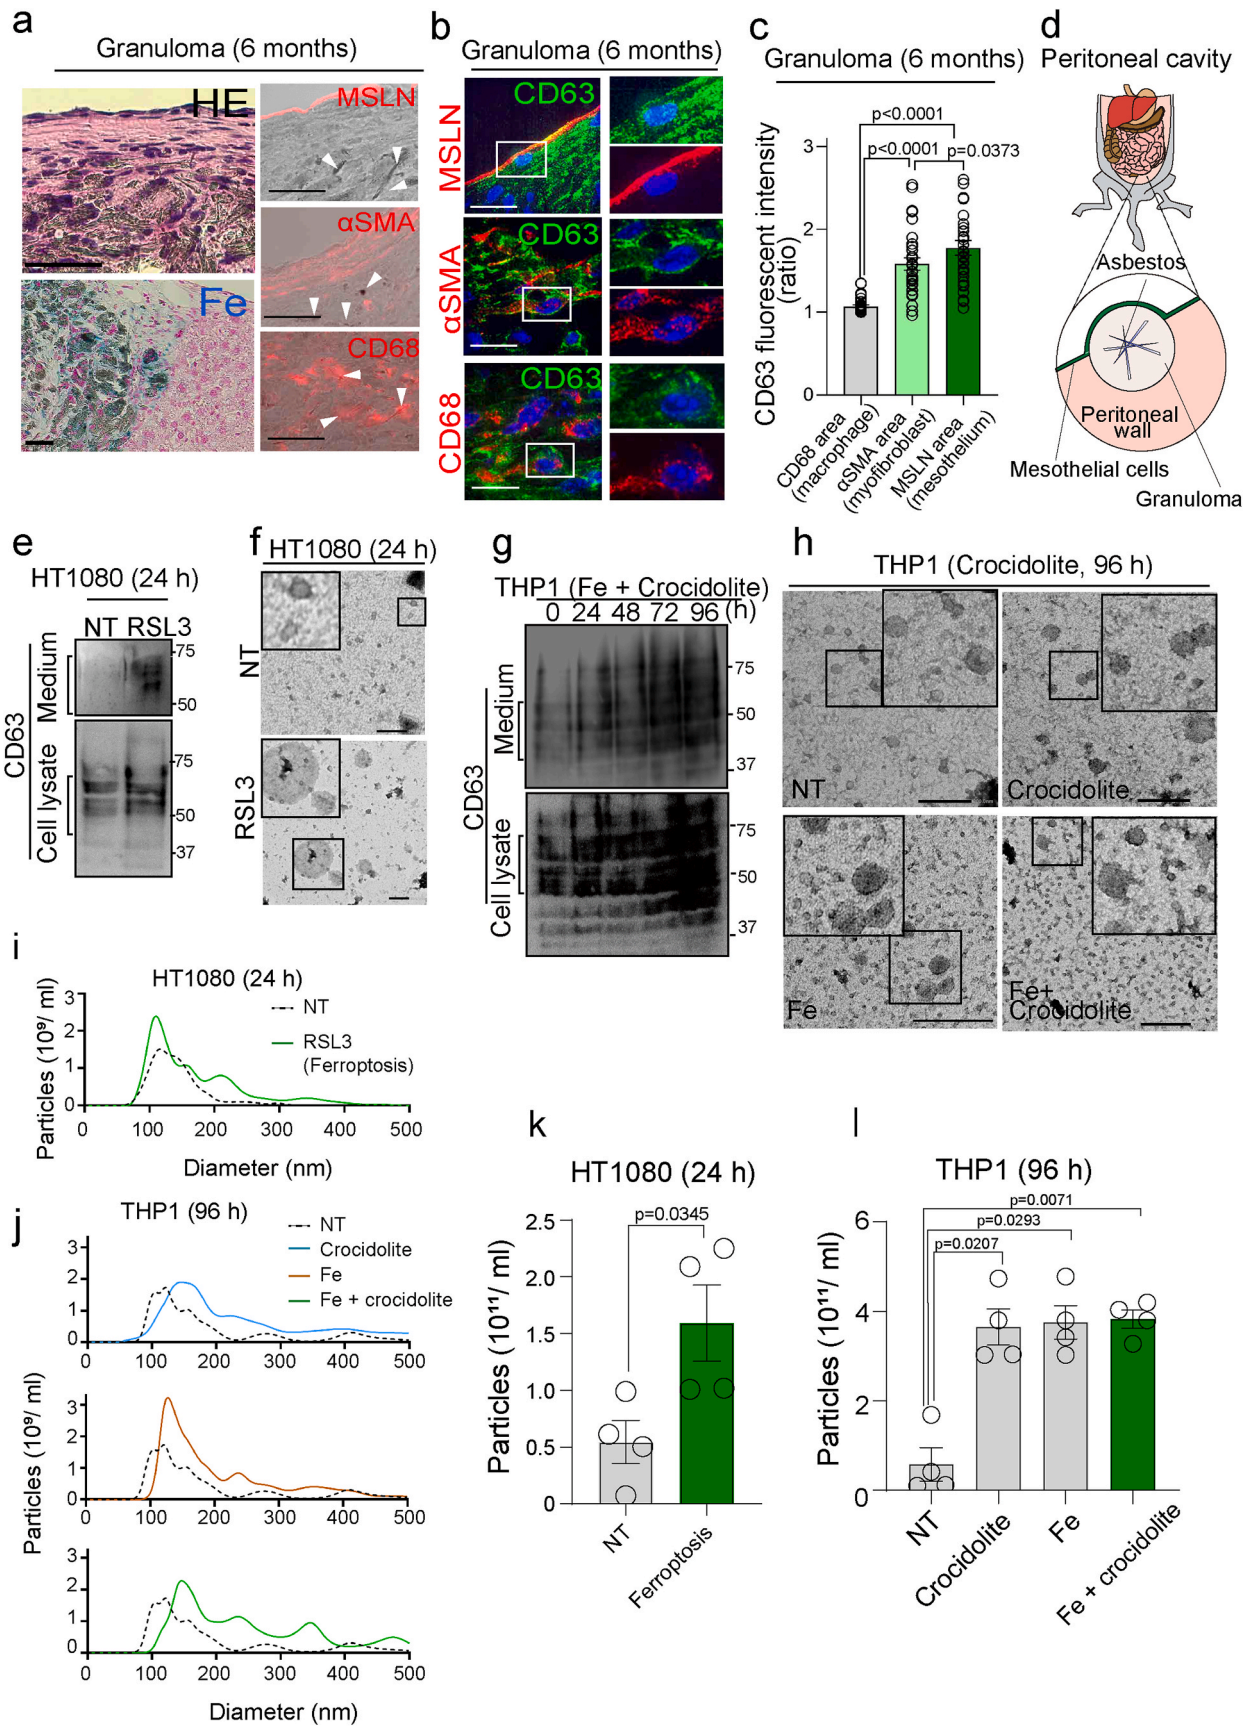 a
Granuloma (6 months)
HE
MSLN
αSMA
Fe
CD68
b
Granuloma (6 months)
MSLN
CD63
αSMA
CD63
CD68
CD63
c
Granuloma (6 months)
p<0.0001
p<0.0001
p=0.0373
CD63 fluorescent intensity
(ratio)
3
2
1
0
CD68 area
(macrophage)
αSMA area
(myofibroblast)
MSLN area
(mesothelium)
d
Peritoneal cavity
Asbestos
Peritoneal
wall
Mesothelial cells
Granuloma
e
HT1080 (24 h)
NT RSL3
CD63
Medium
Cell lysate
75
50
75
50
37
f
HT1080 (24 h)
NT
RSL3
g
THP1 (Fe + Crocidolite)
0 24 48 72 96 (h)
CD63
Medium
Cell lysate
75
50
37
75
50
37
h
THP1 (Crocidolite, 96 h)
NT
Crocidolite
Fe
Fe+
Crocidolite
i
HT1080 (24 h)
NT
RSL3
(Ferroptosis)
Particles (10⁹/ ml)
3
2
1
0
0 100 200 300 400 500
Diameter (nm)
j
THP1 (96 h)
NT
Crocidolite
Fe
Fe + crocidolite
Particles (10⁹/ ml)
3
2
1
0
0 100 200 300 400 500
3
2
1
0
0 100 200 300 400 500
3
2
1
0
0 100 200 300 400 500
Diameter (nm)
k
HT1080 (24 h)
p=0.0345
Particles (10¹¹/ ml)
2.5
2.0
1.5
1.0
0.5
0
NT
Ferroptosis
l
THP1 (96 h)
p=0.0071
p=0.0293
p=0.0207
Particles (10¹¹/ ml)
6
4
2
0
NT
Crocidolite
Fe
Fe + crocidolite